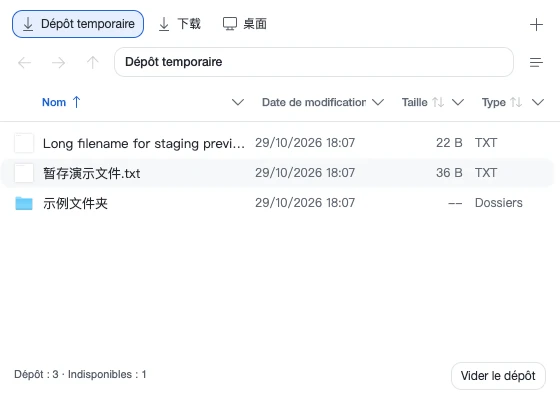 Dépôt temporaire 下载 桌面
Dépôt temporaire
Nom Date de modification Taille Type
Long filename for staging previ... 29/10/2026 18:07 22 B TXT
暂存演示文件.txt 29/10/2026 18:07 36 B TXT
示例文件夹 29/10/2026 18:07 -- Dossiers
Dépôt : 3 · Indisponibles : 1 Vider le dépôt